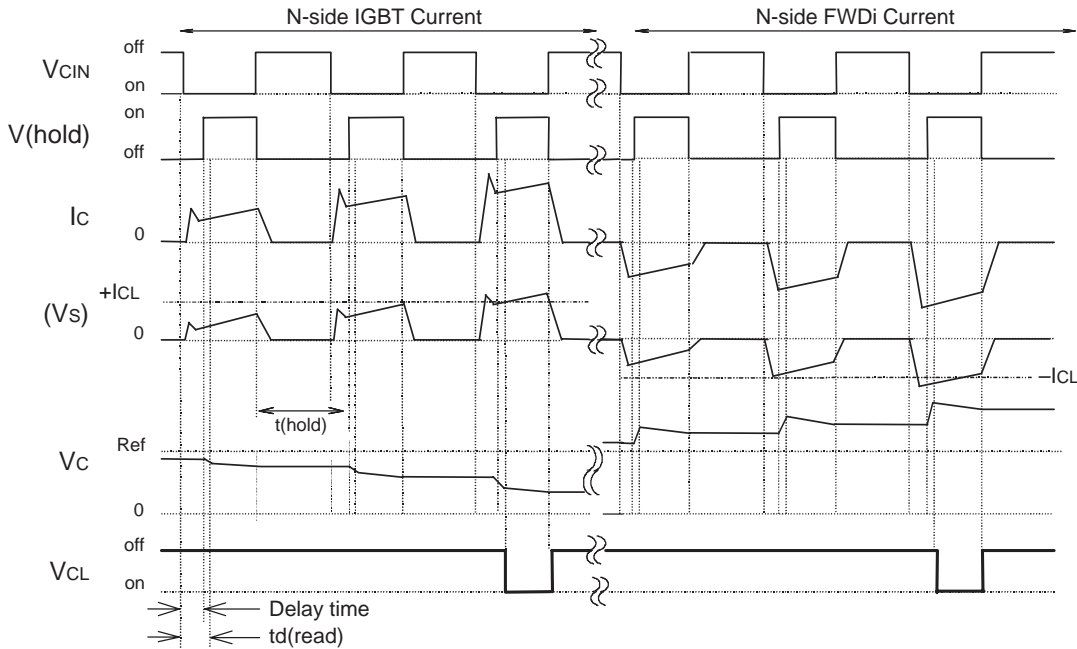 N-side IGBT Current
N-side FWDi Current
off
VCIN
on
on
V(hold)
off
IC
0
+ICL
(VS)
0
–ICL
t(hold)
Ref
VC
0
off
VCL
on
Delay time
td(read)